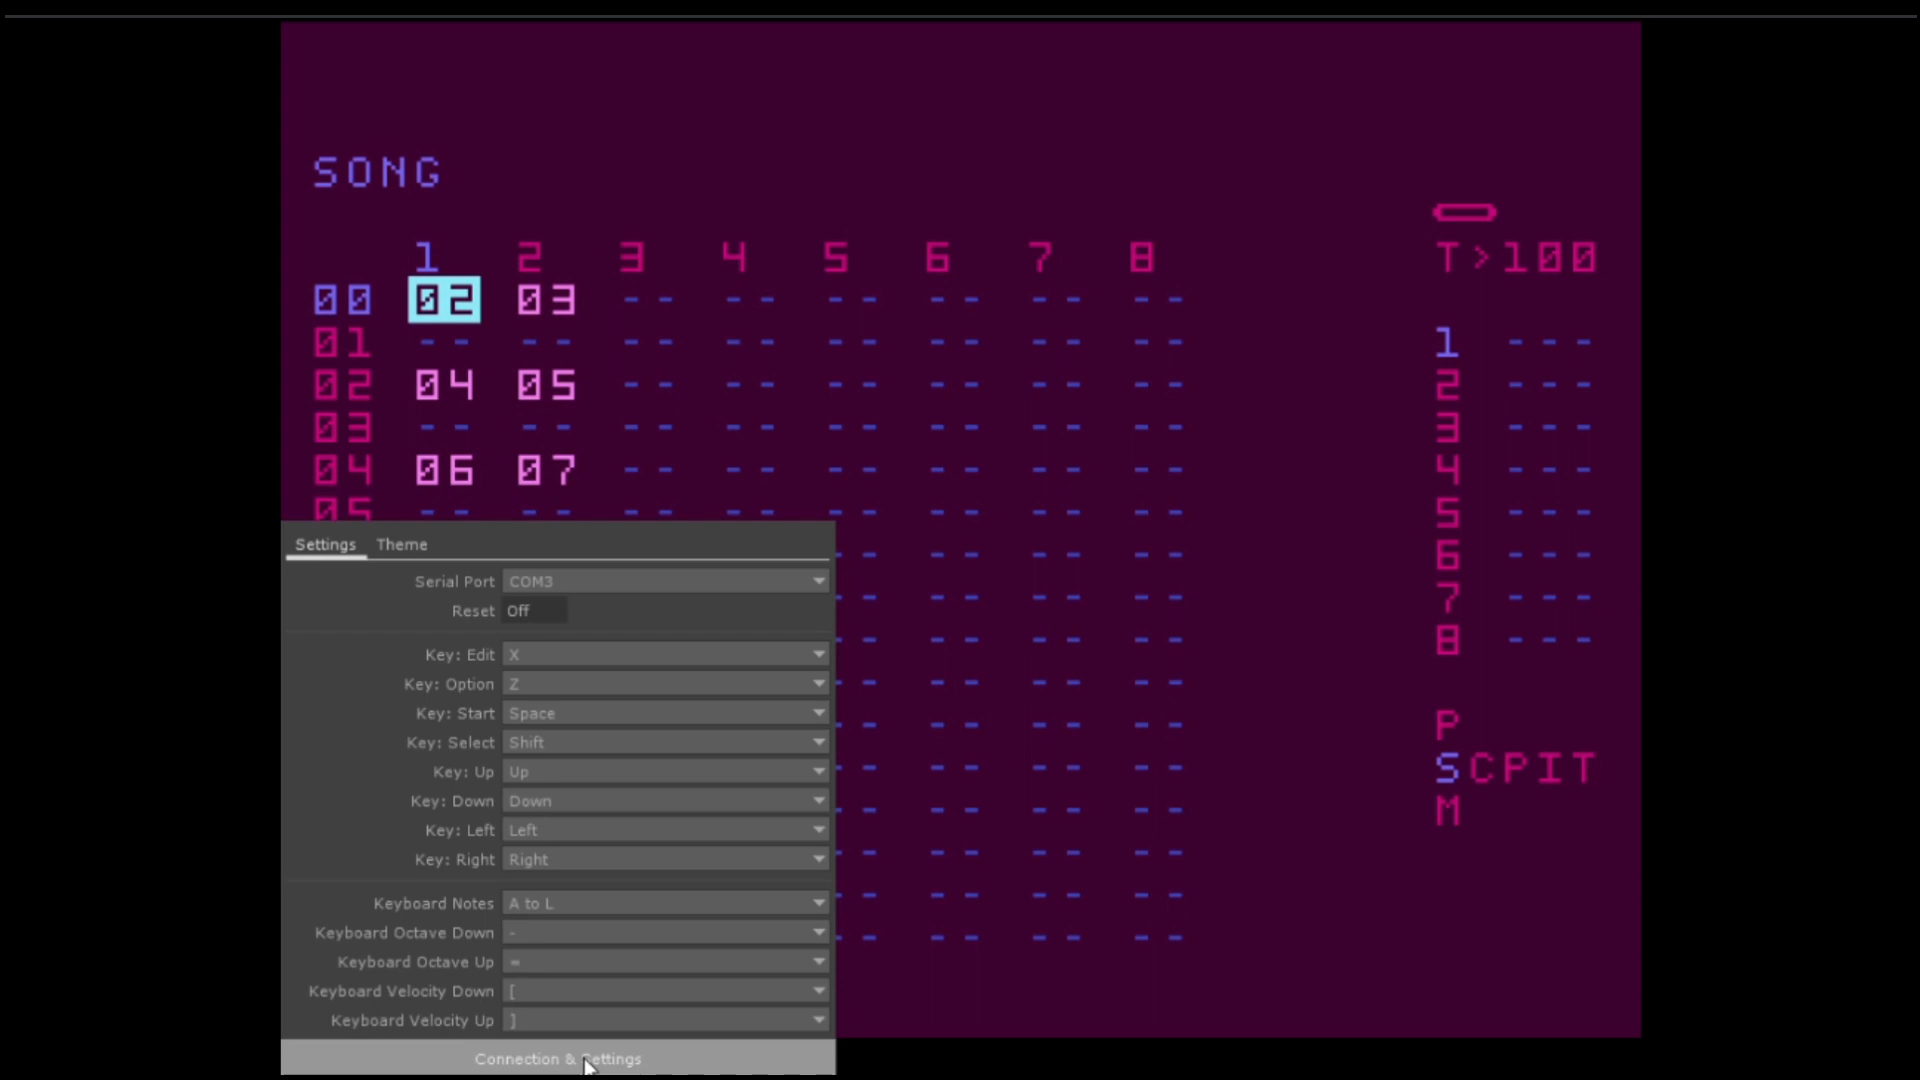 SONG
1 2 3 4 5 6 7 8 T>100
00 02 03 -- -- -- -- -- --
01 -- -- -- -- -- -- -- -- 1 ---
02 04 05 -- -- -- -- -- -- 2 ---
03 -- -- -- -- -- -- -- -- 3 ---
04 06 07 -- -- -- -- -- -- 4 ---
05 -- -- -- -- -- -- -- -- 5 ---
Settings Theme
-- -- -- -- 6 ---
Serial Port COM3
-- -- -- -- 7 ---
Reset Off
-- -- -- -- 8 ---
Key: Edit X
Key: Option Z
-- -- -- --
Key: Start Space
-- -- -- -- P
Key: Select Shift
Key: Up Up
-- -- -- -- SCPIT
Key: Down Down
-- -- -- -- M
Key: Left Left
Key: Right Right
-- -- -- --
Keyboard Notes A to L
-- -- -- --
Keyboard Octave Down -
-- -- -- --
Keyboard Octave Up =
Keyboard Velocity Down [
Keyboard Velocity Up ]
Connection & Settings